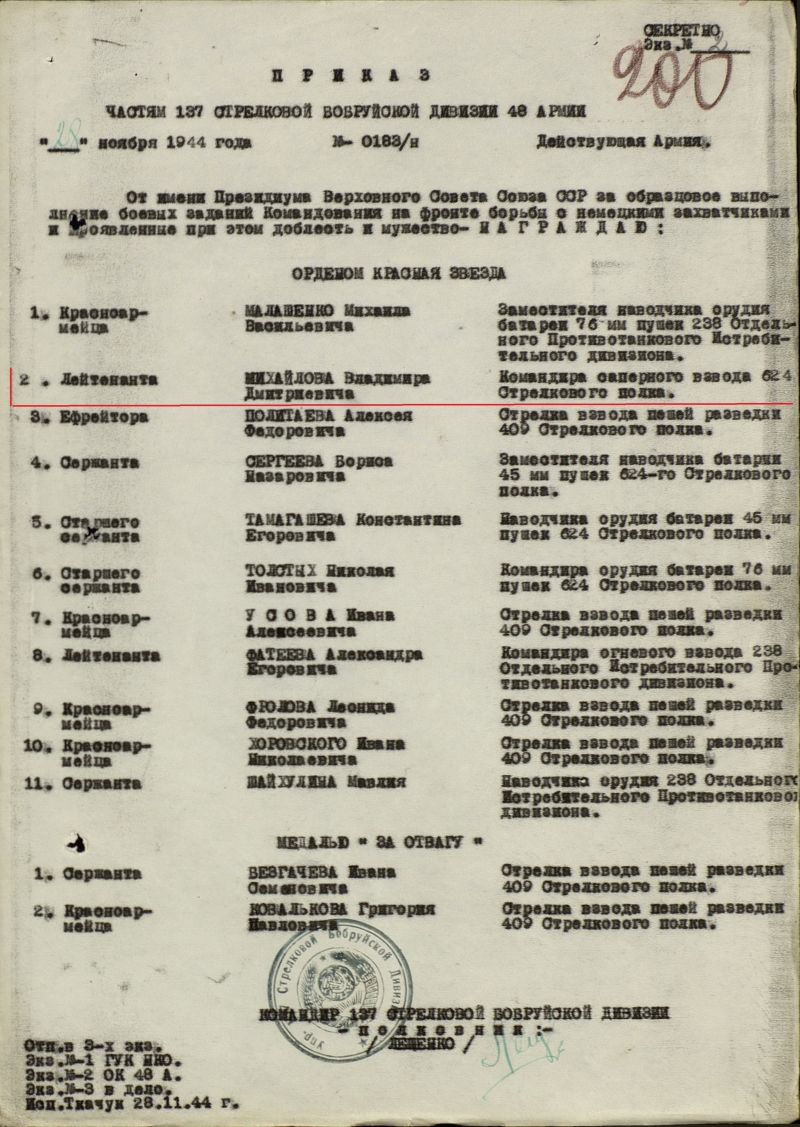 СЕКРЕТНО
Экз.№ 2
200
П Р И К А З
ЧАСТЯМ 137 СТРЕЛКОВОЙ БОБРУЙСКОЙ ДИВИЗИИ 48 АРМИИ
"28" ноября 1944 года № 0183/н Действующая Армия.
От имени Президиума Верховного Совета Союза ССР за образцовое выпо-
лнение боевых заданий Командования на фронте борьбы с немецкими захватчиками
и проявленные при этом доблесть и мужество- Н А Г Р А Ж Д А Ю :
ОРДЕНОМ КРАСНАЯ ЗВЕЗДА
1. Красноар- МАЛАШЕНКО Михаила Заместителя наводчика орудия
мейца Васильевича батареи 76 мм пушек 238 Отдель-
ного Противотанкового Истреби-
тельного дивизиона.
2 . Лейтенанта МИХАЙЛОВА Владимира Командира саперного взвода 624
Дмитриевича Стрелкового полка.
3. Ефрейтора ПОЛИТАЕВА Алексея Стрелка взвода пешей разведки
Федоровича 409 Стрелкового полка.
4. Сержанта СЕРГЕЕВА Бориса Заместителя наводчика батареи
Назаровича 45 мм пушек 624-го Стрелкового
полка.
5. Старшего ТАМАГАШЕВА Константина Наводчика орудия батареи 45 мм
сержанта Егоровича пушек 624 Стрелкового полка.
6. Старшего ТОЛСТЫХ Николая Командира орудия батареи 76 мм
сержанта Ивановича пушек 624 Стрелкового полка.
7. Красноар- У С О В А Ивана Стрелка взвода пешей разведки
мейца Алексеевича 409 Стрелкового полка.
8. Лейтенанта ФАТЕЕВА Александра Командира огневого взвода 238
Егоровича Отдельного Истребительного Про-
тивотанкового дивизиона.
9. Красноар- ФРОЛОВА Леонида Стрелка взвода пешей разведки
мейца Федоровича 409 Стрелкового полка.
10. Красноар- ХОРОВСКОГО Ивана Стрелка взвода пешей разведки
мейца Николаевича 409 Стрелкового полка.
11. Сержанта ШАЙХУЛИНА Мавлия Наводчика орудия 238 Отдельного
Истребительного Противотанкового
дивизиона.
МЕДАЛЬЮ " ЗА ОТВАГУ "
1. Сержанта БЕЗГАЧЕВА Ивана Стрелка взвода пешей разведки
Семеновича 409 Стрелкового полка.
2. Красноар- КОВАЛЬКОВА Григория Стрелка взвода пешей разведки
мейца Павловича 409 Стрелкового полка.
Упр. Стрелковой Бобруйской Дивизии
КОМАНДИР 137 СТРЕЛКОВОЙ БОБРУЙСКОЙ ДИВИЗИИ
- п о л к о в н и к :-
/ЛЕЩЕНКО /
Отп.в 3-х экз.
Экз.№-1 ГУК НКО.
Экз.№-2 ОК 48 А.
Экз.№-3 в дело.
Исп.Ткачук 28.11.44 г.